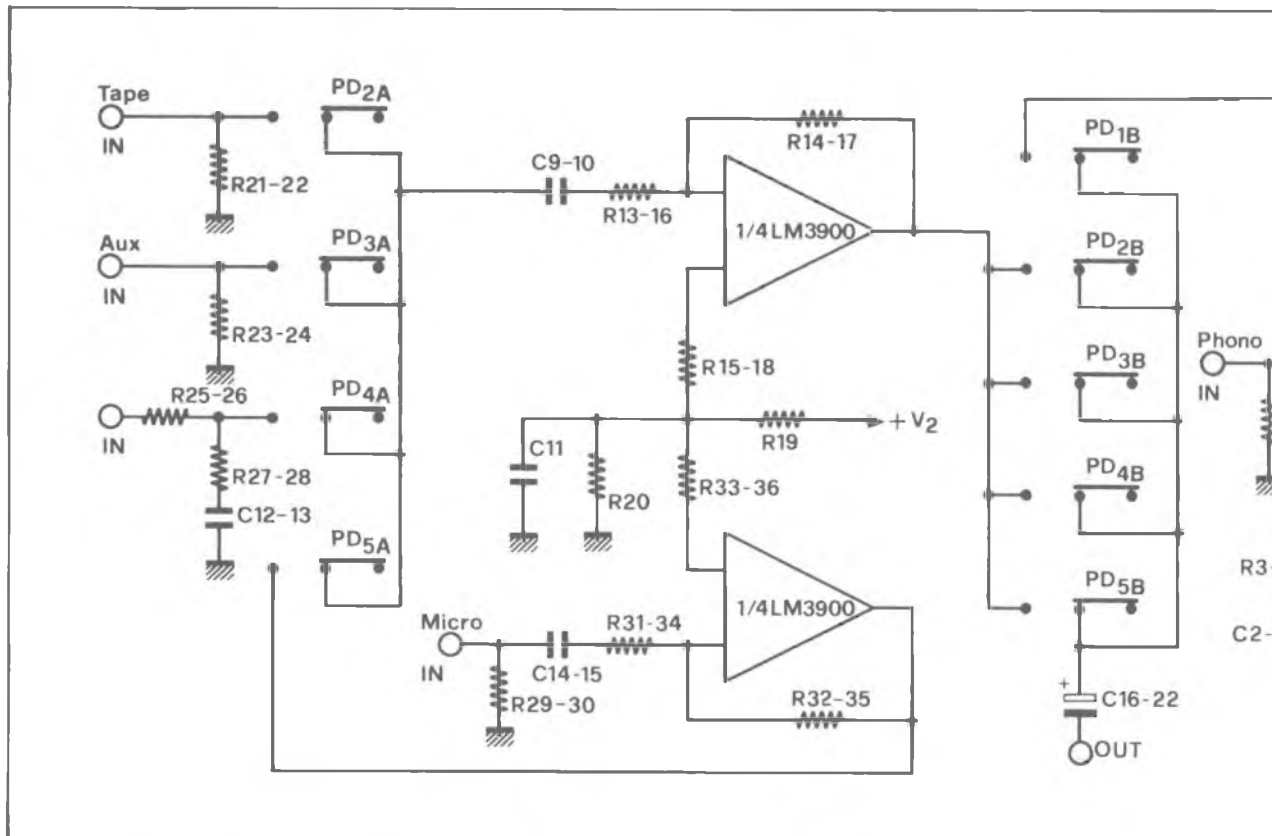 Tape
IN
PD2A
R21-22
Aux
IN
PD3A
R23-24
R25-26
IN
PD4A
R27-28
C12-13
PD5A
C9-10
R13-16
R14-17
1/4LM3900
R15-18
R19
+V2
C11
R20
R33-36
1/4LM3900
Micro
IN
C14-15
R31-34
R29-30
R32-35
PD1B
PD2B
PD3B
PD4B
PD5B
+
C16-22
OUT
Phono
IN
R3-
C2-